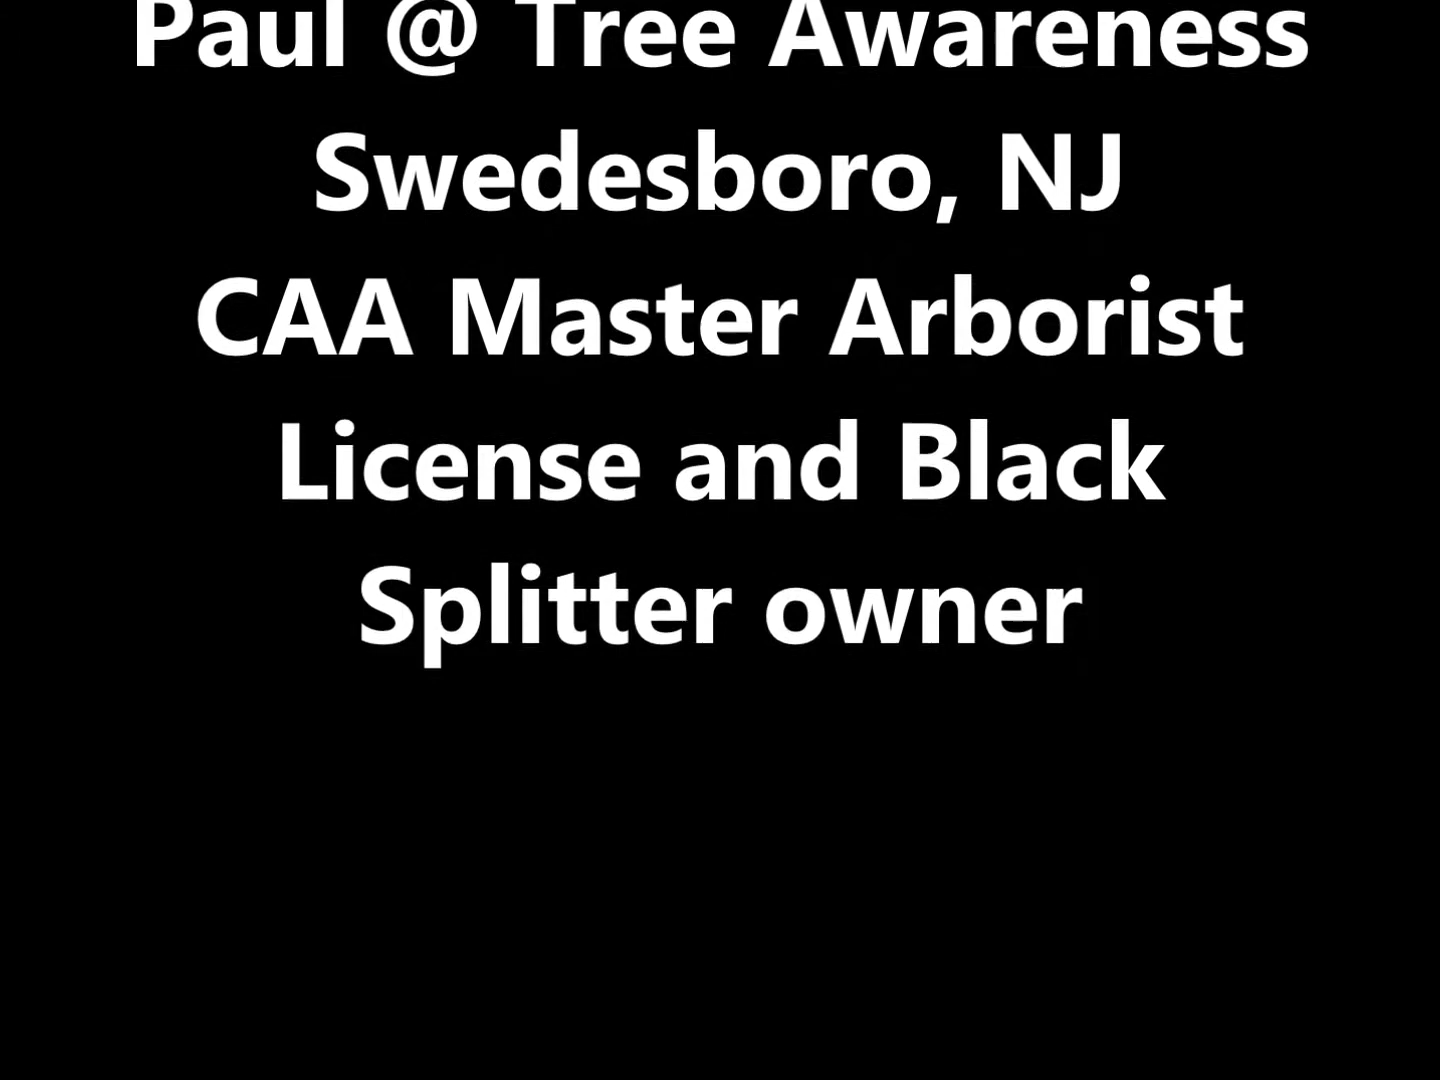 Paul @ Tree Awareness
Swedesboro, NJ
CAA Master Arborist
License and Black
Splitter owner